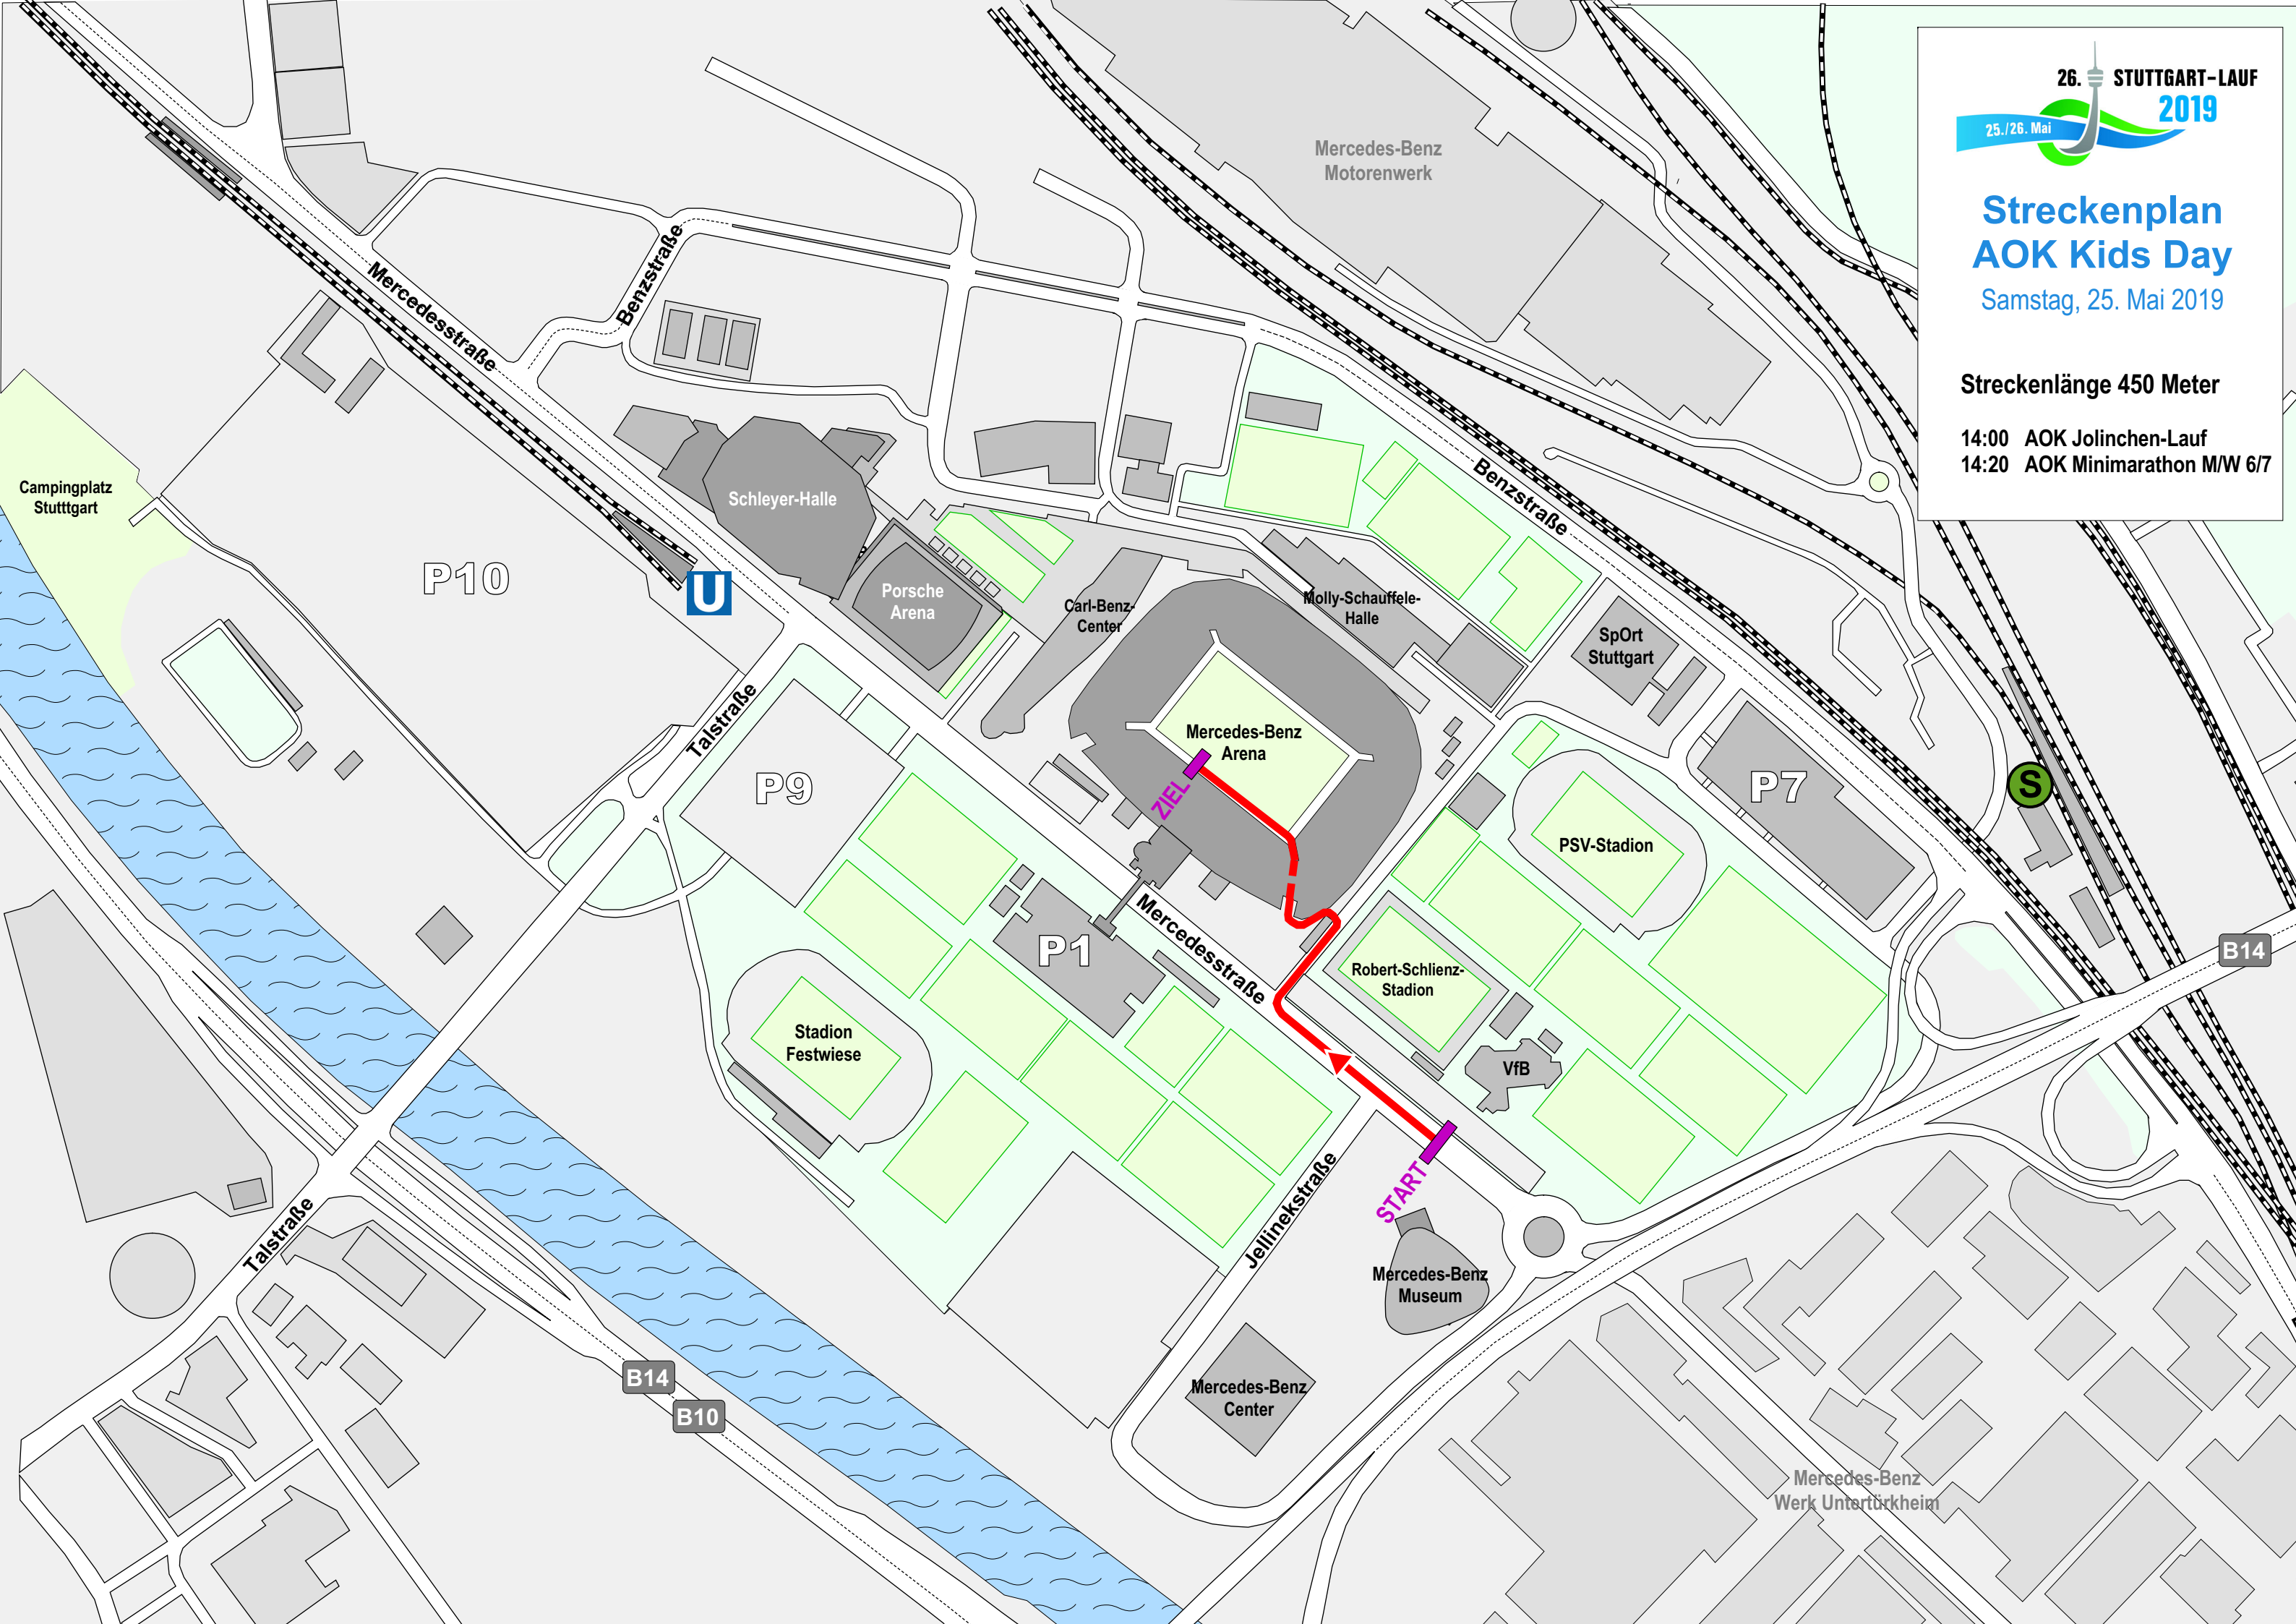 26. STUTTGART-LAUF
2019
25./26. Mai
Streckenplan
AOK Kids Day
Samstag, 25. Mai 2019
Streckenlänge 450 Meter
14:00 AOK Jolinchen-Lauf
14:20 AOK Minimarathon M/W 6/7
Mercedes-Benz
Motorenwerk
Benzstraße
Mercedesstraße
Campingplatz
Stutttgart
P10
U
Schleyer-Halle
Porsche
Arena
Carl-Benz-
Center
Molly-Schauffele-
Halle
Benzstraße
SpOrt
Stuttgart
Talstraße
P9
Mercedes-Benz
Arena
ZIEL
P7
S
PSV-Stadion
P1
Mercedesstraße
Robert-Schlienz-
Stadion
B14
Stadion
Festwiese
VfB
START
Jellinekstraße
Talstraße
Mercedes-Benz
Museum
B14
B10
Mercedes-Benz
Center
Mercedes-Benz
Werk Untertürkheim